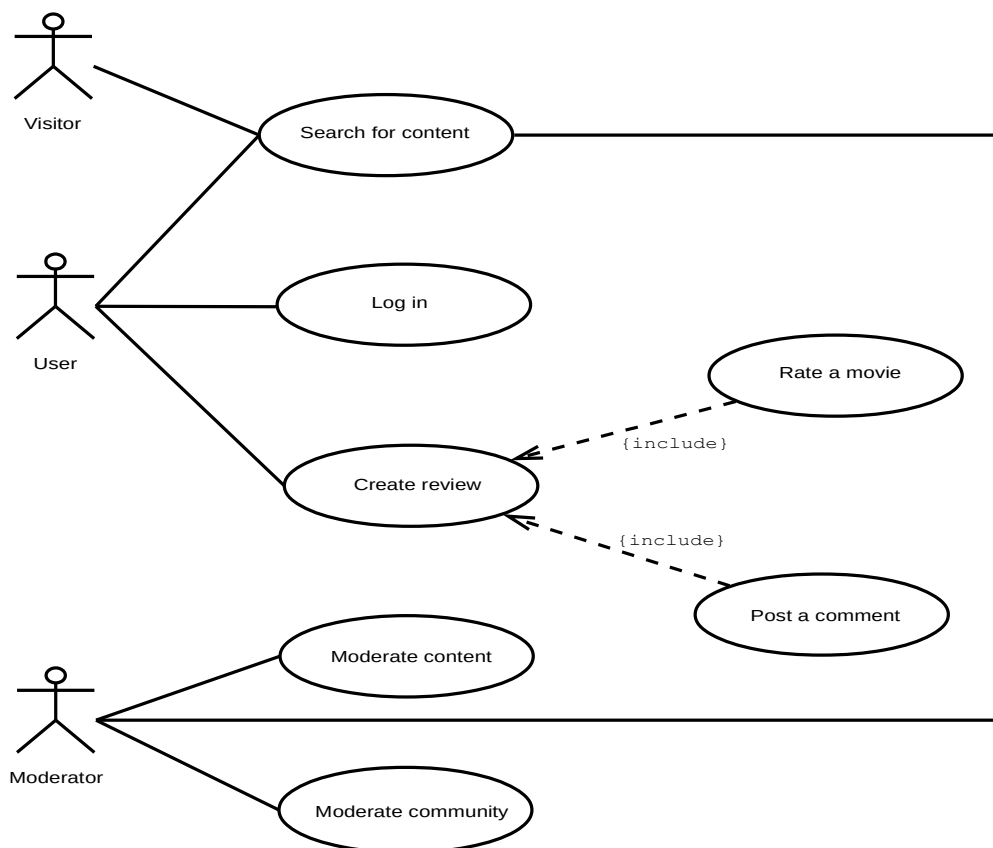 Visitor
Search for content
Log in
User
Rate a movie
{include}
Create review
{include}
Post a comment
Moderate content
Moderator
Moderate community